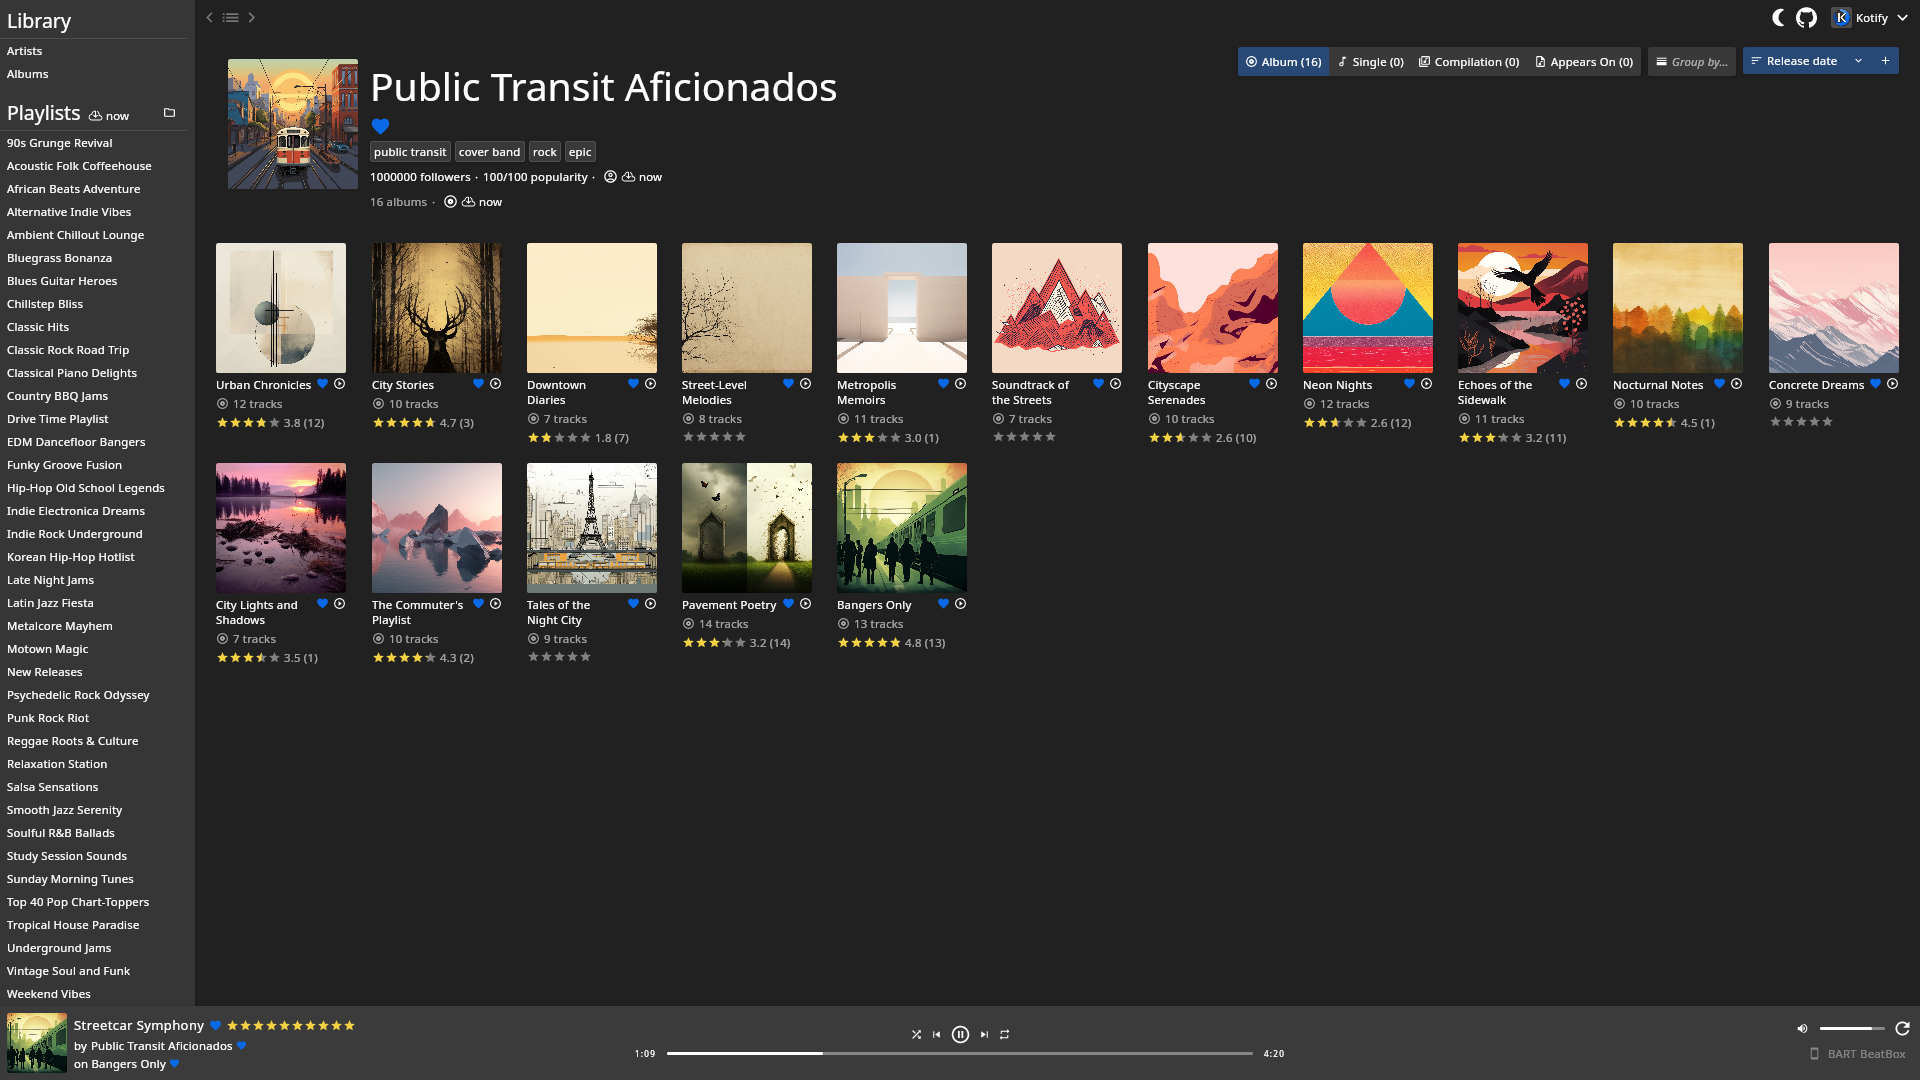 Library
Artists
Albums
Playlists now
90s Grunge Revival
Acoustic Folk Coffeehouse
African Beats Adventure
Alternative Indie Vibes
Ambient Chillout Lounge
Bluegrass Bonanza
Blues Guitar Heroes
Chillstep Bliss
Classic Hits
Classic Rock Road Trip
Classical Piano Delights
Country BBQ Jams
Drive Time Playlist
EDM Dancefloor Bangers
Funky Groove Fusion
Hip-Hop Old School Legends
Indie Electronica Dreams
Indie Rock Underground
Korean Hip-Hop Hotlist
Late Night Jams
Latin Jazz Fiesta
Metalcore Mayhem
Motown Magic
New Releases
Psychedelic Rock Odyssey
Punk Rock Riot
Reggae Roots & Culture
Relaxation Station
Salsa Sensations
Smooth Jazz Serenity
Soulful R&B Ballads
Study Session Sounds
Sunday Morning Tunes
Top 40 Pop Chart-Toppers
Tropical House Paradise
Underground Jams
Vintage Soul and Funk
Weekend Vibes
Kotify
Album (16) Single (0) Compilation (0) Appears On (0) Group by... Release date
Public Transit Aficionados
public transit cover band rock epic
1000000 followers · 100/100 popularity · now
16 albums · now
Urban Chronicles
12 tracks
3.8 (12)
City Stories
10 tracks
4.7 (3)
Downtown
Diaries
7 tracks
1.8 (7)
Street-Level
Melodies
8 tracks
Metropolis
Memoirs
11 tracks
3.0 (1)
Soundtrack of
the Streets
7 tracks
Cityscape
Serenades
10 tracks
2.6 (10)
Neon Nights
12 tracks
2.6 (12)
Echoes of the
Sidewalk
11 tracks
3.2 (11)
Nocturnal Notes
10 tracks
4.5 (1)
Concrete Dreams
9 tracks
City Lights and
Shadows
7 tracks
3.5 (1)
The Commuter's
Playlist
10 tracks
4.3 (2)
Tales of the
Night City
9 tracks
Pavement Poetry
14 tracks
3.2 (14)
Bangers Only
13 tracks
4.8 (13)
Streetcar Symphony
by Public Transit Aficionados
on Bangers Only
1:09 4:20
BART BeatBox